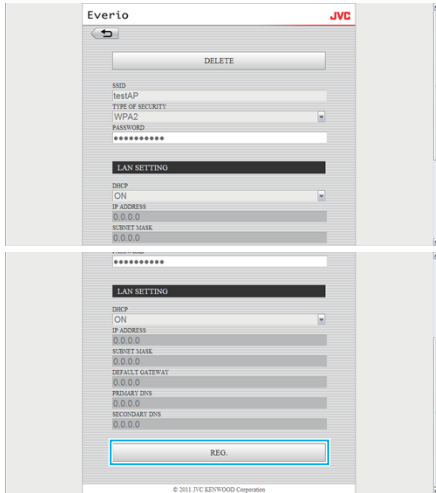 Everio JVC
DELETE
SSID
testAP
TYPE OF SECURITY
WPA2
PASSWORD
●●●●●●●●●●
LAN SETTING
DHCP
ON
IP ADDRESS
0.0.0.0
SUBNET MASK
0.0.0.0
●●●●●●●●●●
LAN SETTING
DHCP
ON
IP ADDRESS
0.0.0.0
SUBNET MASK
0.0.0.0
DEFAULT GATEWAY
0.0.0.0
PRIMARY DNS
0.0.0.0
SECONDARY DNS
0.0.0.0
REG.
© 2011 JVC KENWOOD Corporation